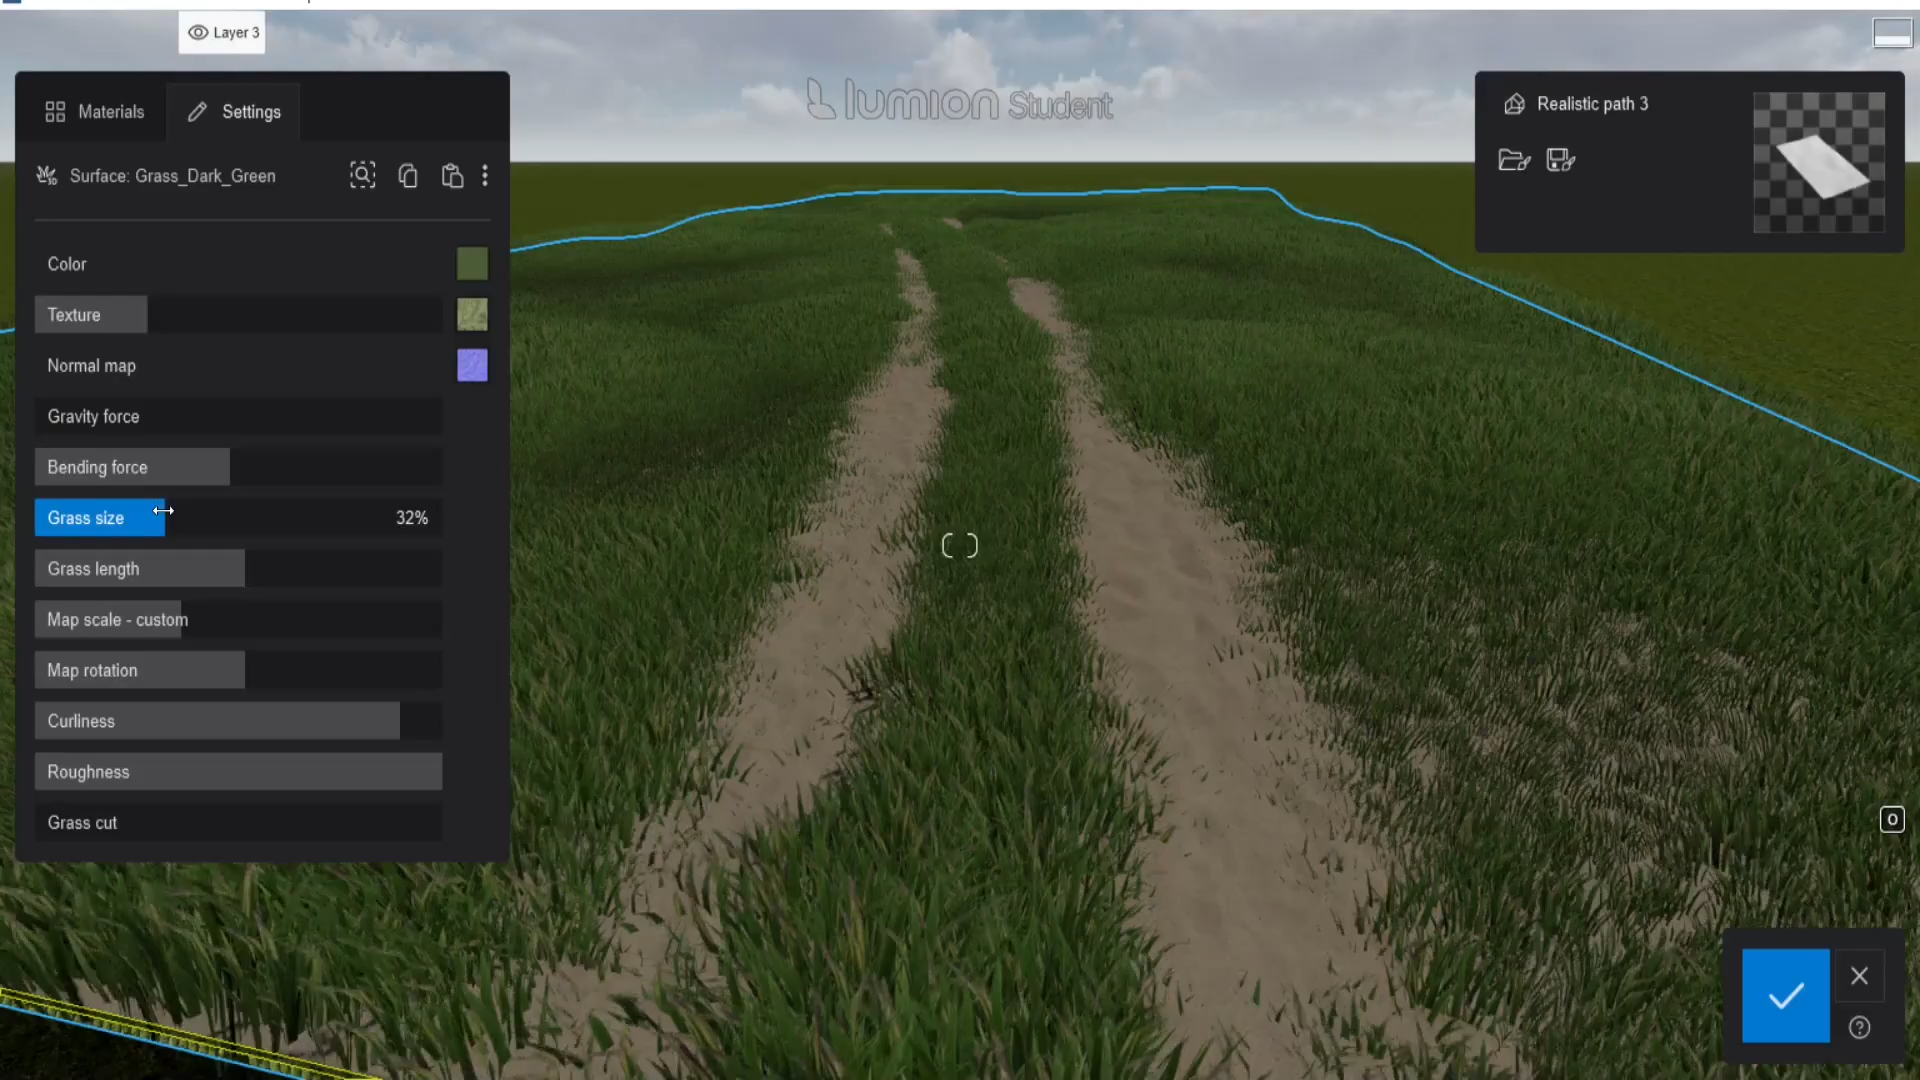 Layer 3
Materials
Settings
lumion Student
Realistic path 3
Surface: Grass_Dark_Green
Color
Texture
Normal map
Gravity force
Bending force
Grass size 32%
Grass length
Map scale - custom
Map rotation
Curliness
Roughness
Grass cut
O